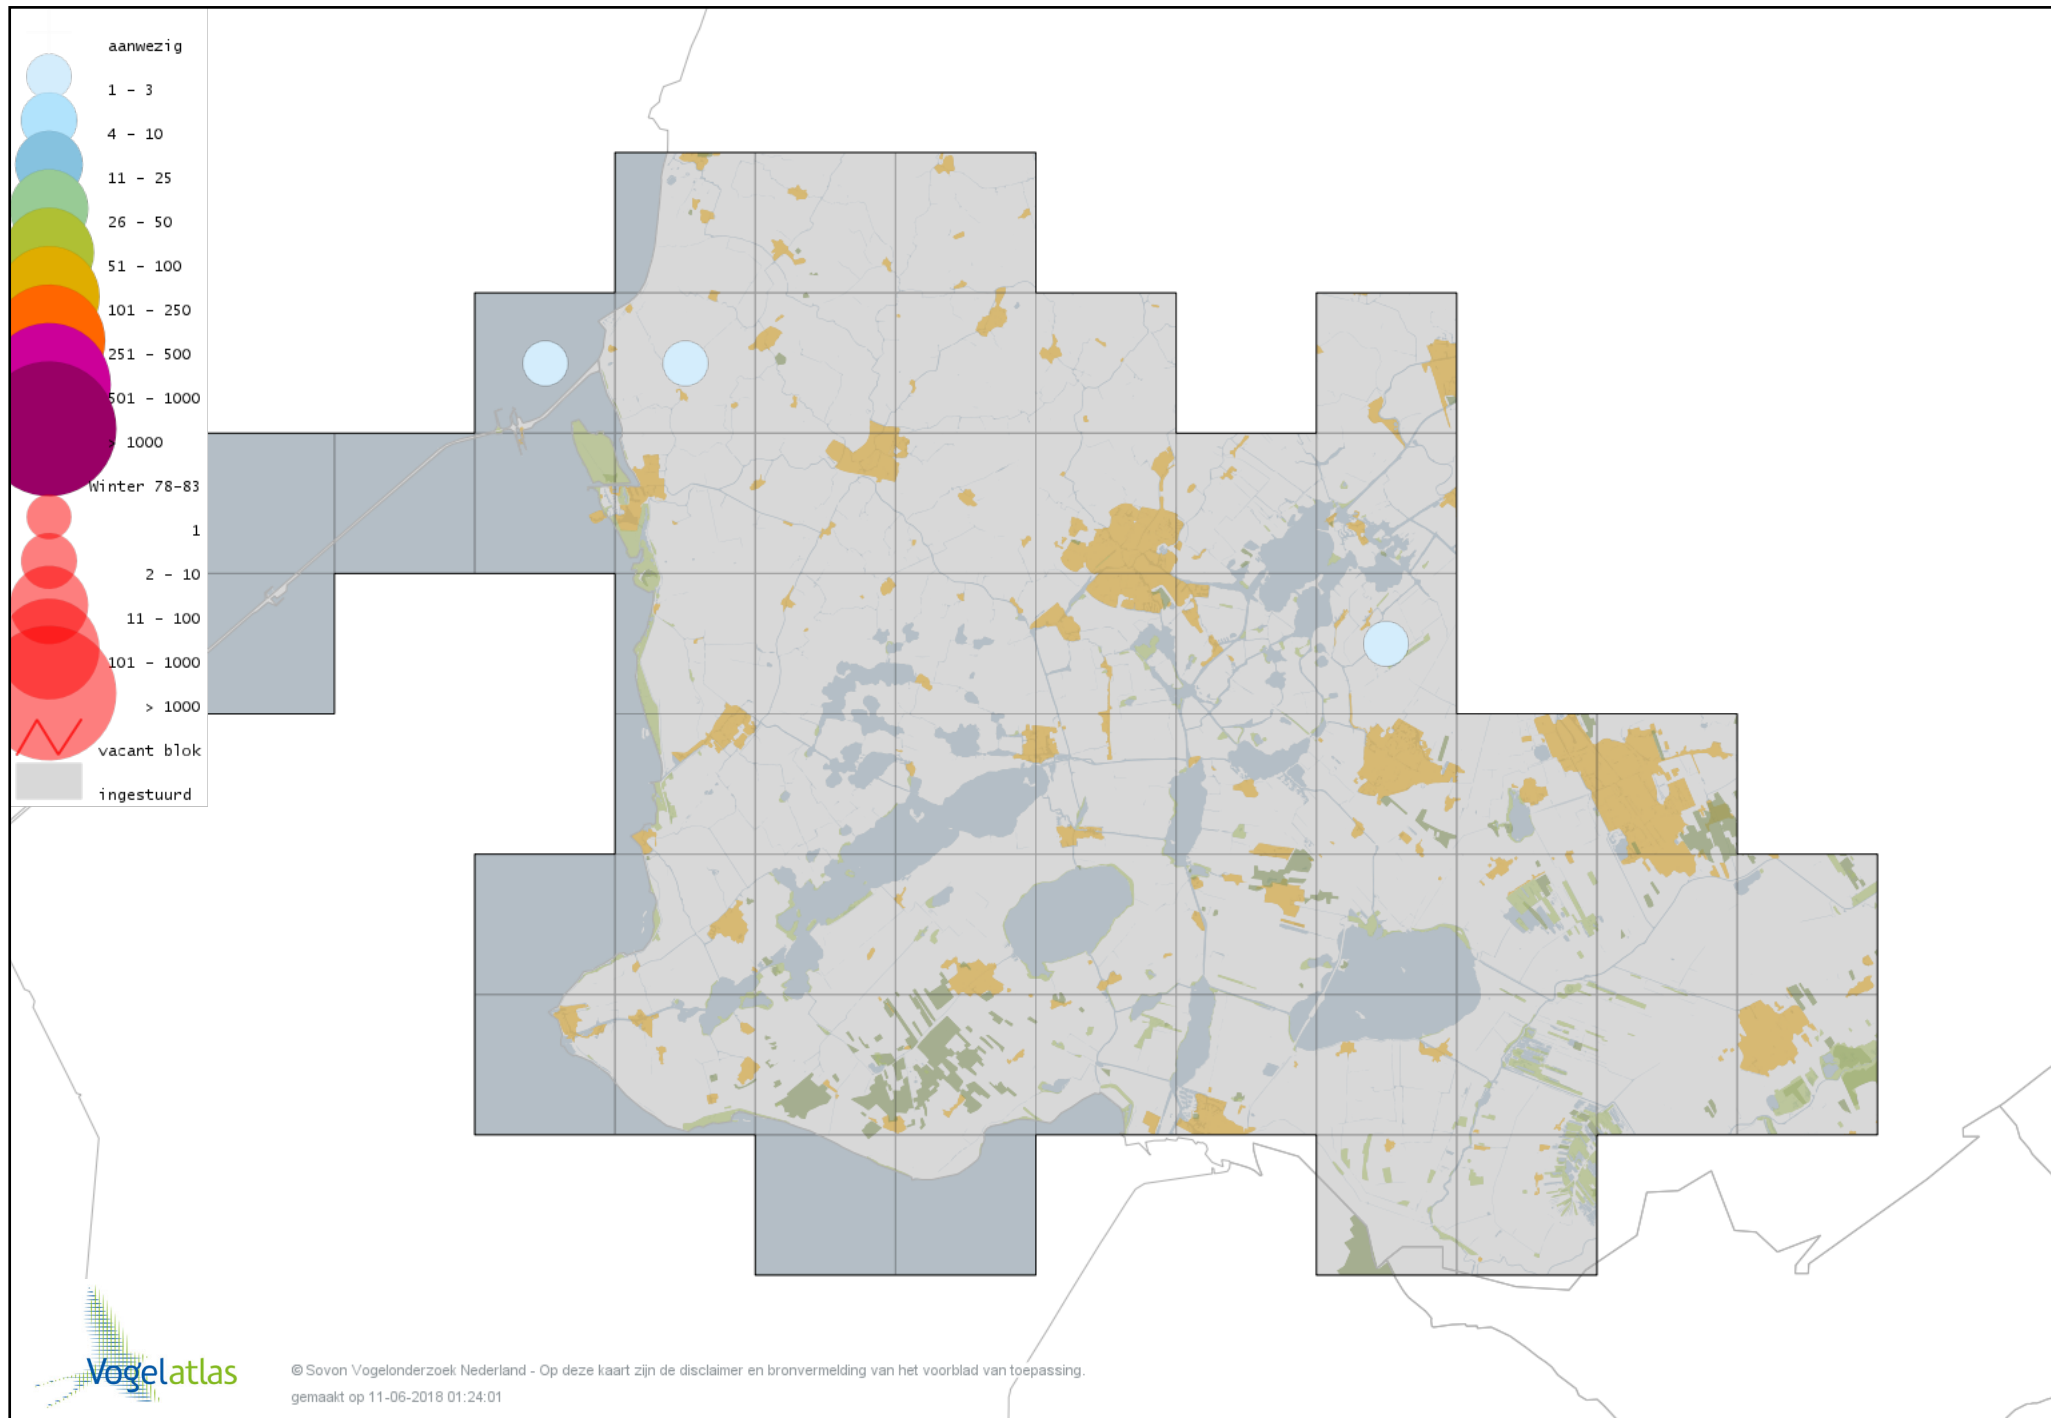 aanwezig
1 - 3
4 - 10
11 - 25
26 - 50
51 - 100
101 - 250
251 - 500
501 - 1000
> 1000
Winter 78-83
1
2 - 10
11 - 100
101 - 1000
> 1000
vacant blok
ingestuurd
Vogelatlas
© Sovon Vogelonderzoek Nederland - Op deze kaart zijn de disclaimer en bronvermelding van het voorblad van toepassing.
gemaakt op 11-06-2018 01:24:01